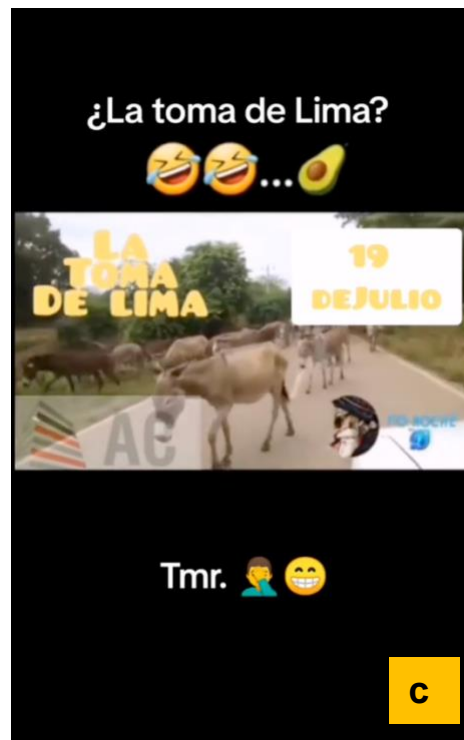 ¿La toma de Lima?
🤣🤣...🥑
LA
TOMA
DE LIMA
19
DEJULIO
AC
Tmr. 🤦‍♂️😁
C